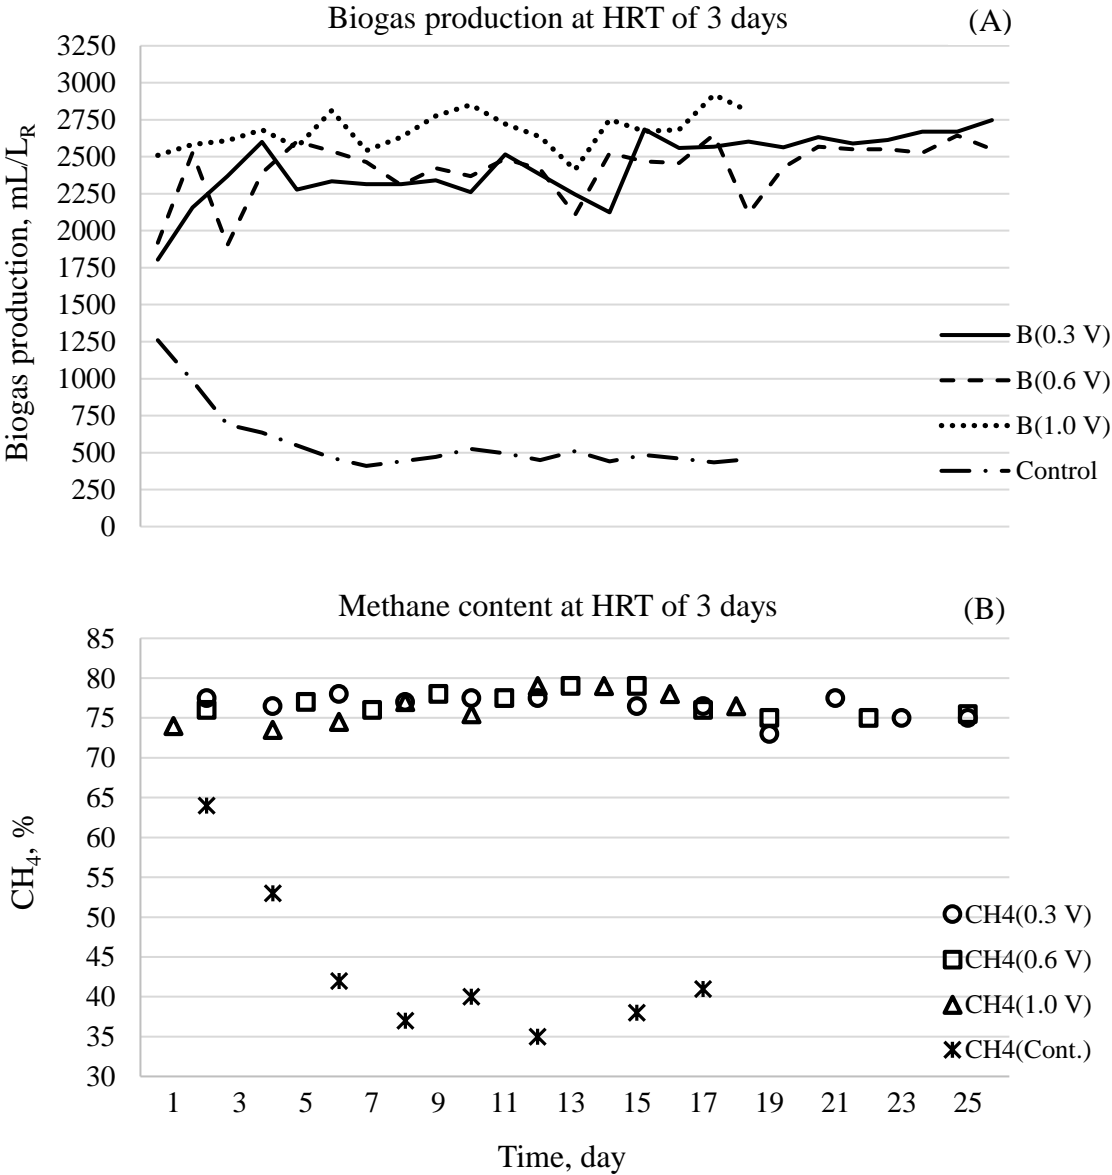 Biogas production at HRT of 3 days
(A)
3250
3000
2750
2500
2250
2000
1750
1500
1250
1000
750
500
250
0
Biogas production, mL/L_R
B(0.3 V)
B(0.6 V)
B(1.0 V)
Control
Methane content at HRT of 3 days
(B)
85
80
75
70
65
60
55
50
45
40
35
30
CH₄, %
CH4(0.3 V)
CH4(0.6 V)
CH4(1.0 V)
CH4(Cont.)
1 3 5 7 9 11 13 15 17 19 21 23 25
Time, day